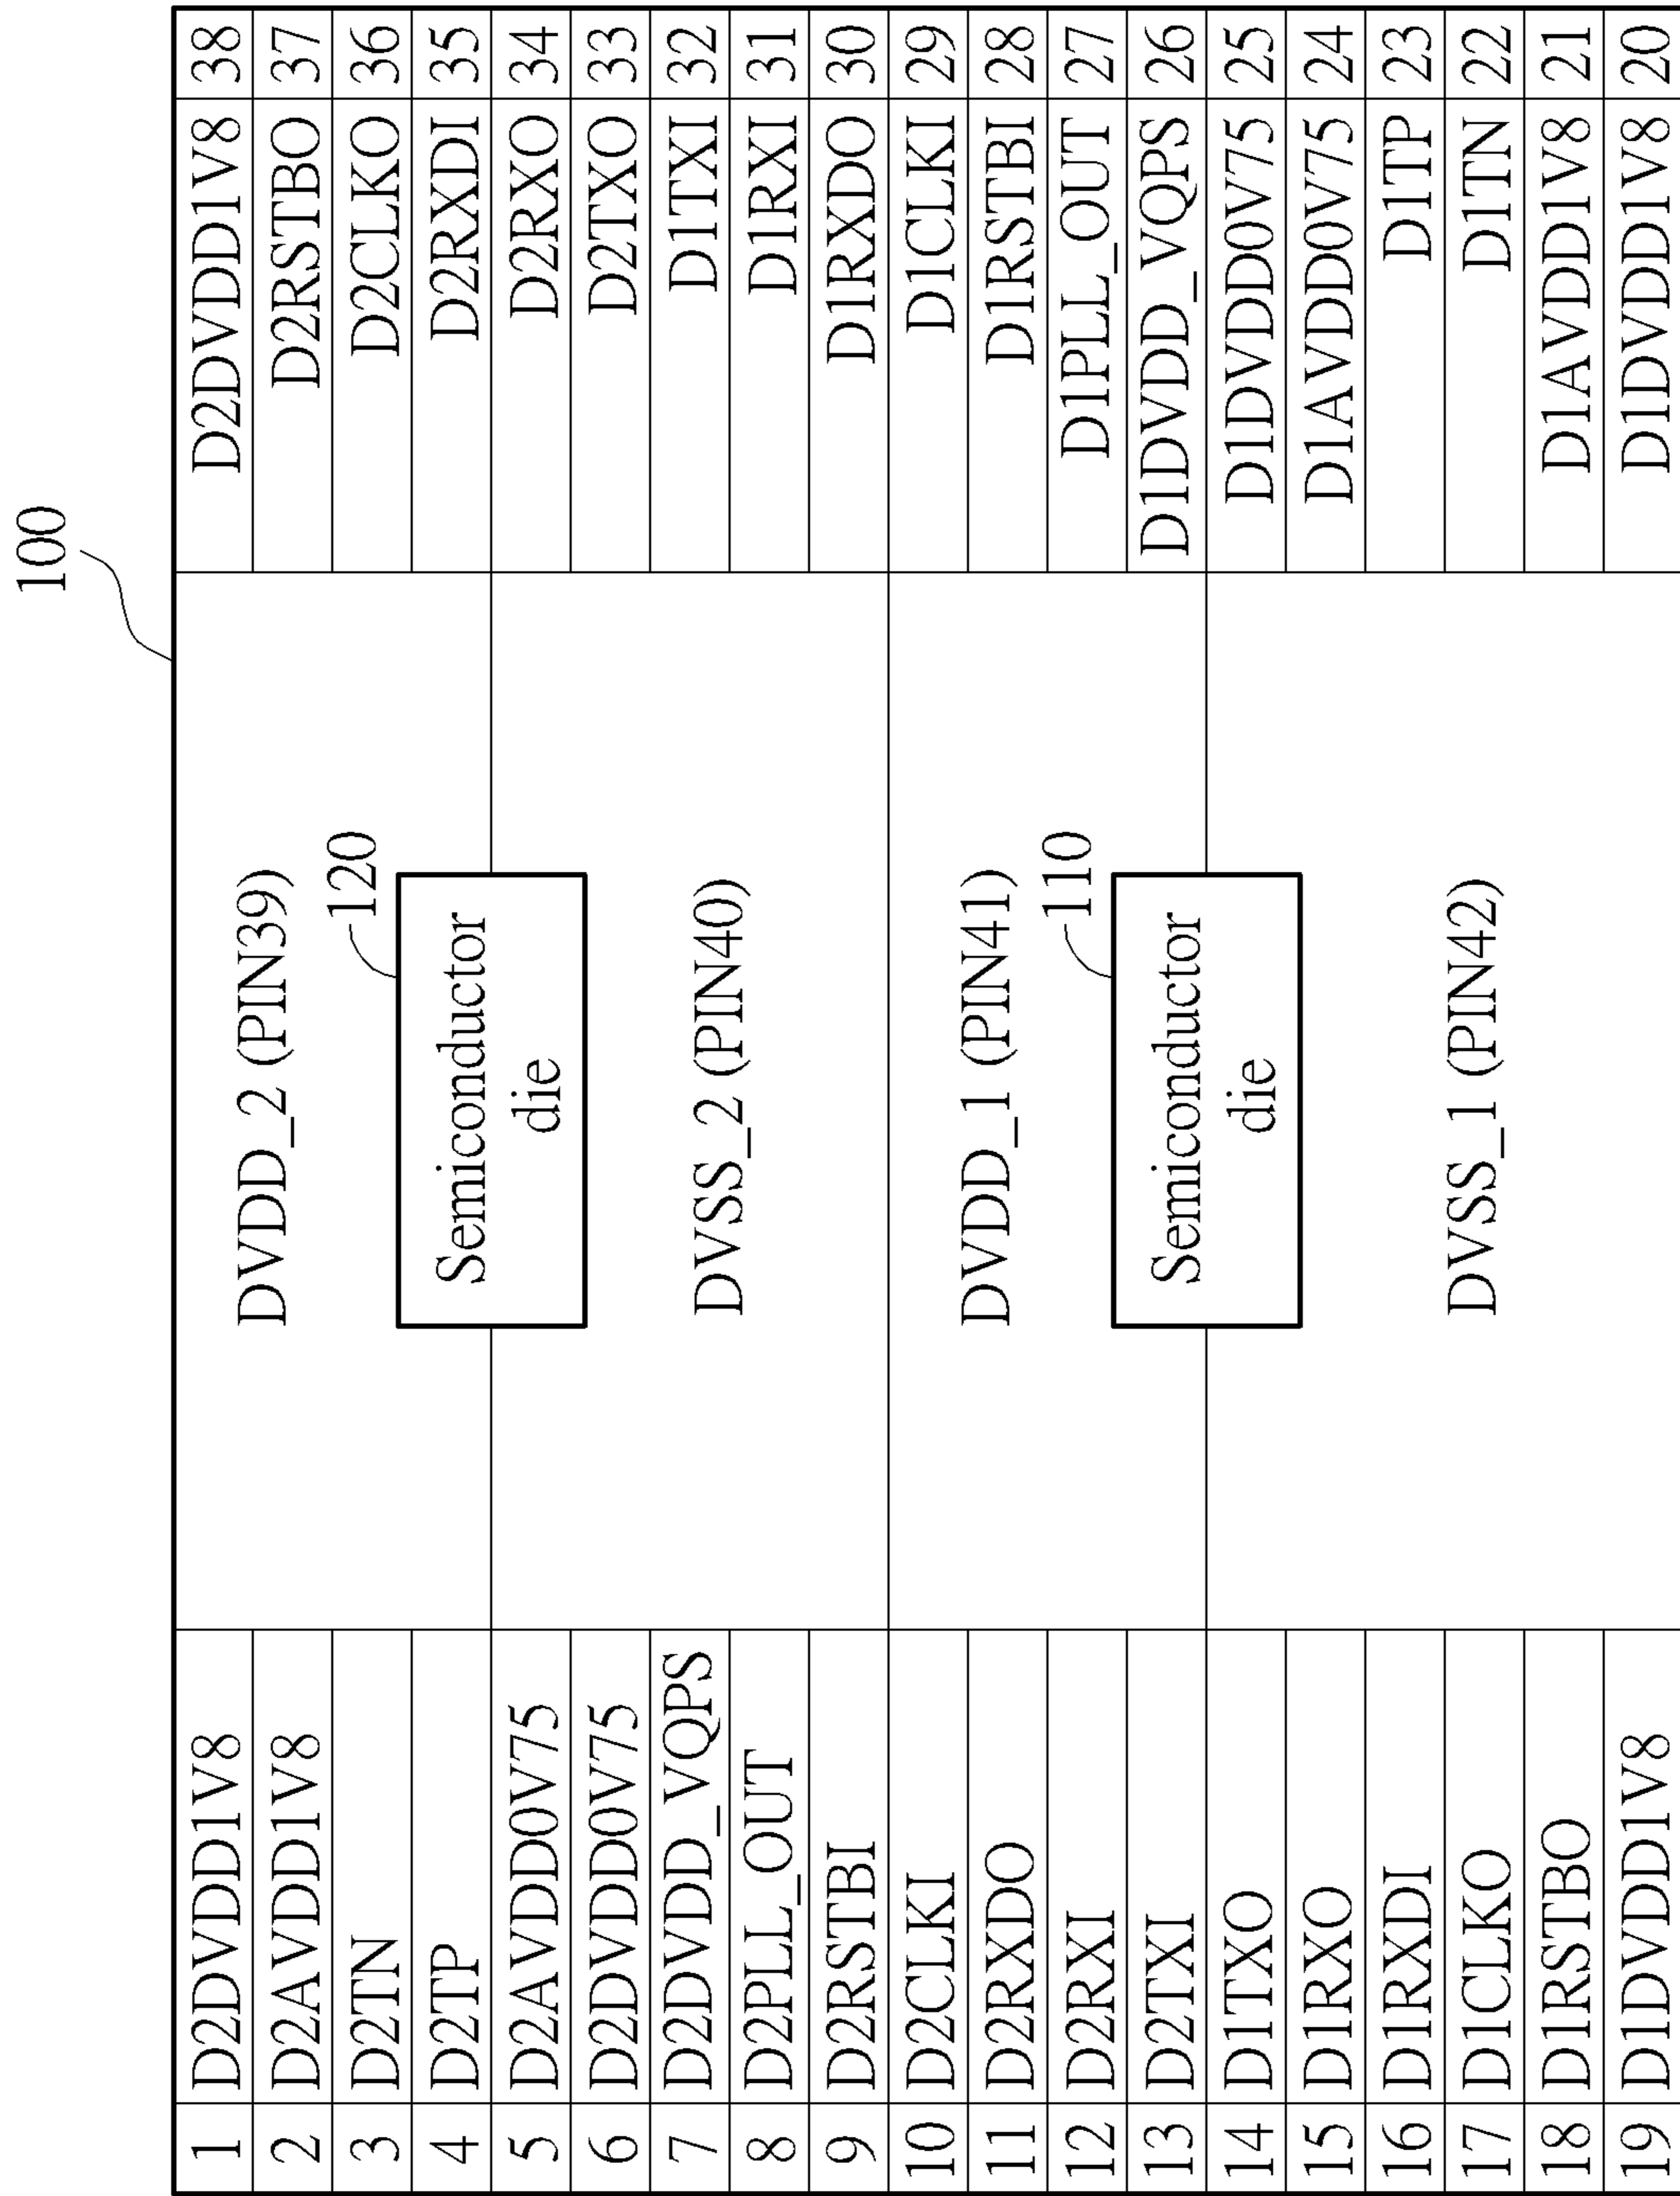 100
1 D2DVDD1V8
2 D2AVDD1V8
3 D2TN
4 D2TP
5 D2AVDD0V75
6 D2DVDD0V75
7 D2DVDD_VQPS
8 D2PLL_OUT
9 D2RSTBI
10 D2CLKI
11 D2RXDO
12 D2RXI
13 D2TXI
14 D1TXO
15 D1RXO
16 D1RXDI
17 D1CLKO
18 D1RSTBO
19 D1DVDD1V8
DVDD_2 (PIN39)
120
Semiconductor
die
DVSS_2 (PIN40)
DVDD_1 (PIN41)
110
Semiconductor
die
DVSS_1 (PIN42)
D2DVDD1V8 38
D2RSTBO 37
D2CLKO 36
D2RXDI 35
D2RXO 34
D2TXO 33
D1TXI 32
D1RXI 31
D1RXDO 30
D1CLKI 29
D1RSTBI 28
D1PLL_OUT 27
D1DVDD_VQPS 26
D1DVDD0V75 25
D1AVDD0V75 24
D1TP 23
D1TN 22
D1AVDD1V8 21
D1DVDD1V8 20